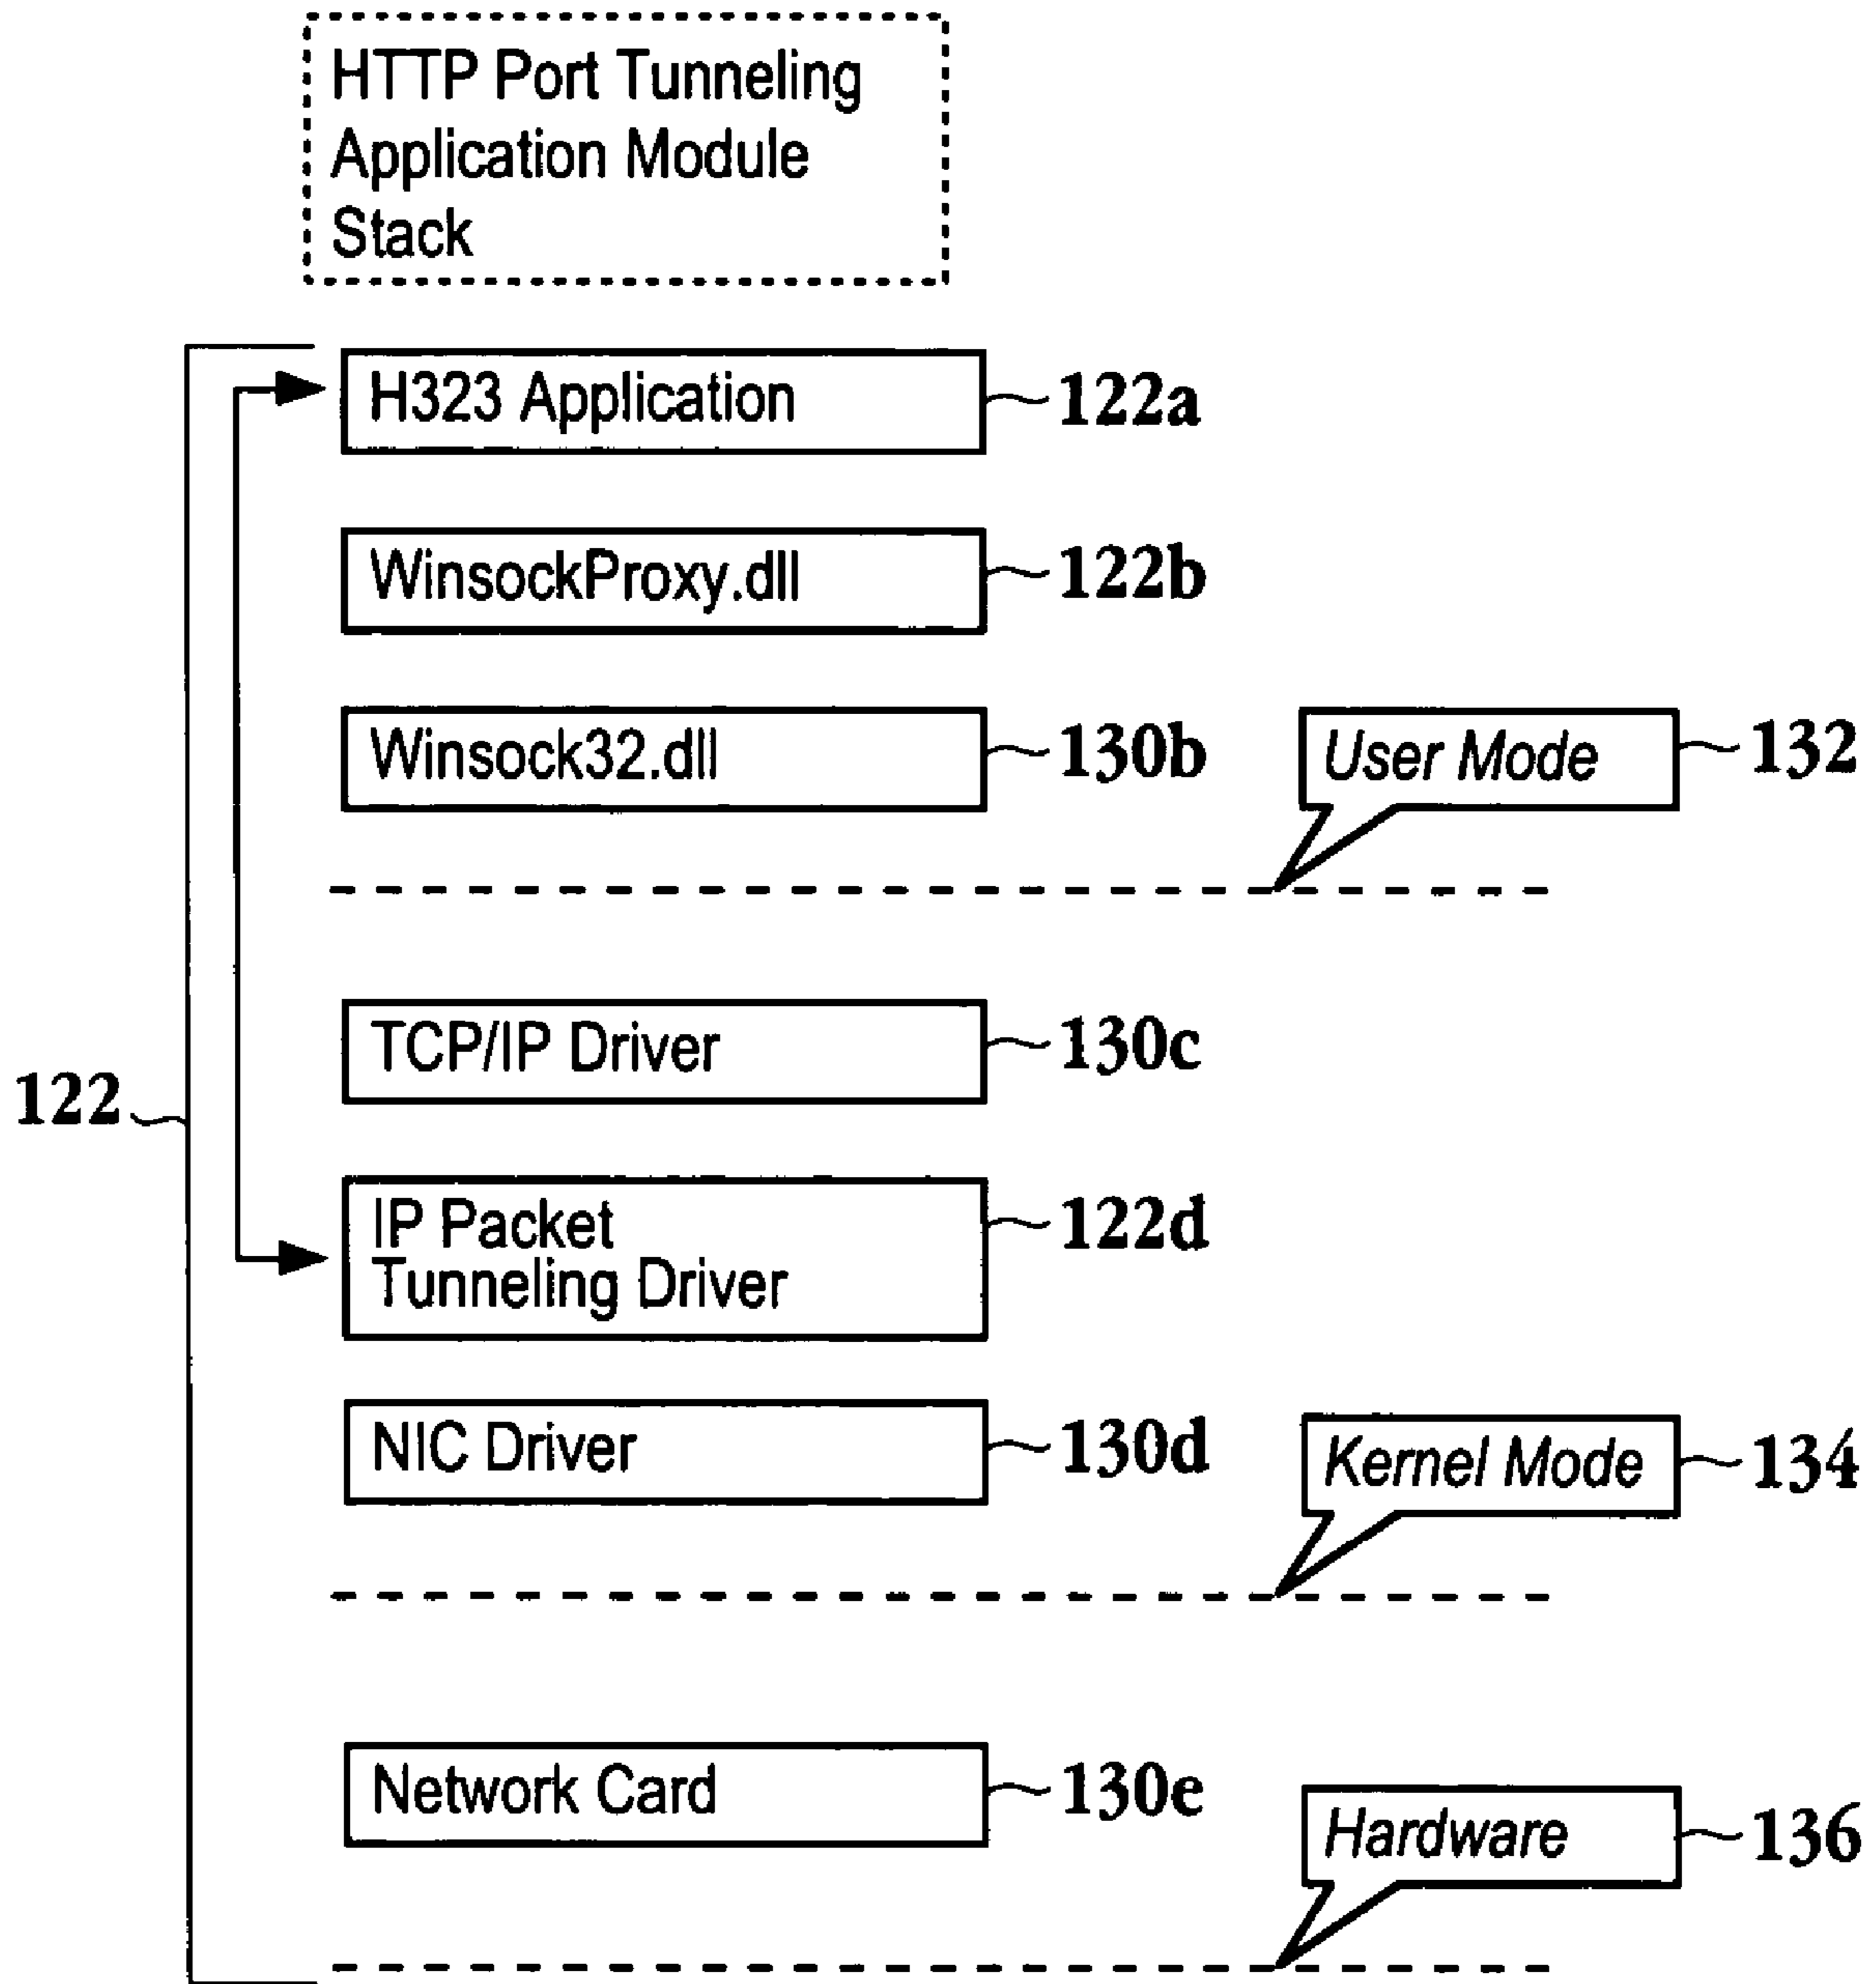 HTTP Port Tunneling
Application Module
Stack
H323 Application
122a
WinsockProxy.dll
122b
Winsock32.dll
130b
User Mode
132
TCP/IP Driver
130c
122
IP Packet
Tunneling Driver
122d
NIC Driver
130d
Kernel Mode
134
Network Card
130e
Hardware
136